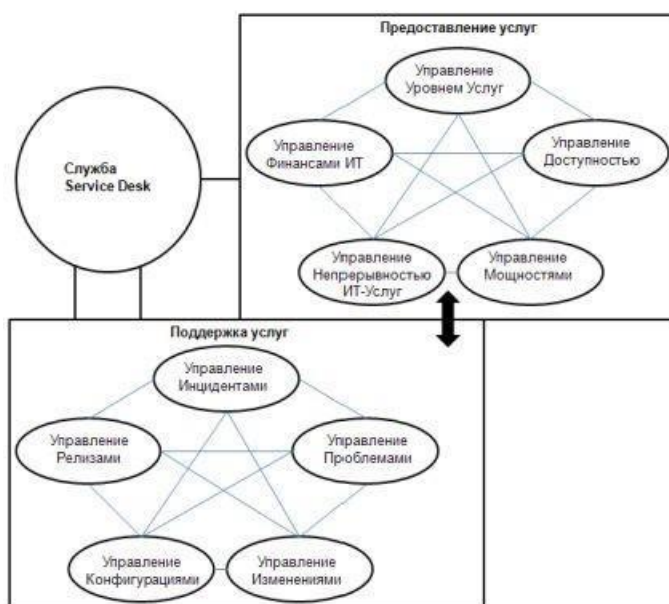 Предоставление услуг
Управление
Уровнем Услуг
Управление
Финансами ИТ
Управление
Доступностью
Управление
Непрерывностью
ИТ-Услуг
Управление
Мощностями
Служба
Service Desk
Поддержка услуг
Управление
Инцидентами
Управление
Релизами
Управление
Проблемами
Управление
Конфигурациями
Управление
Изменениями